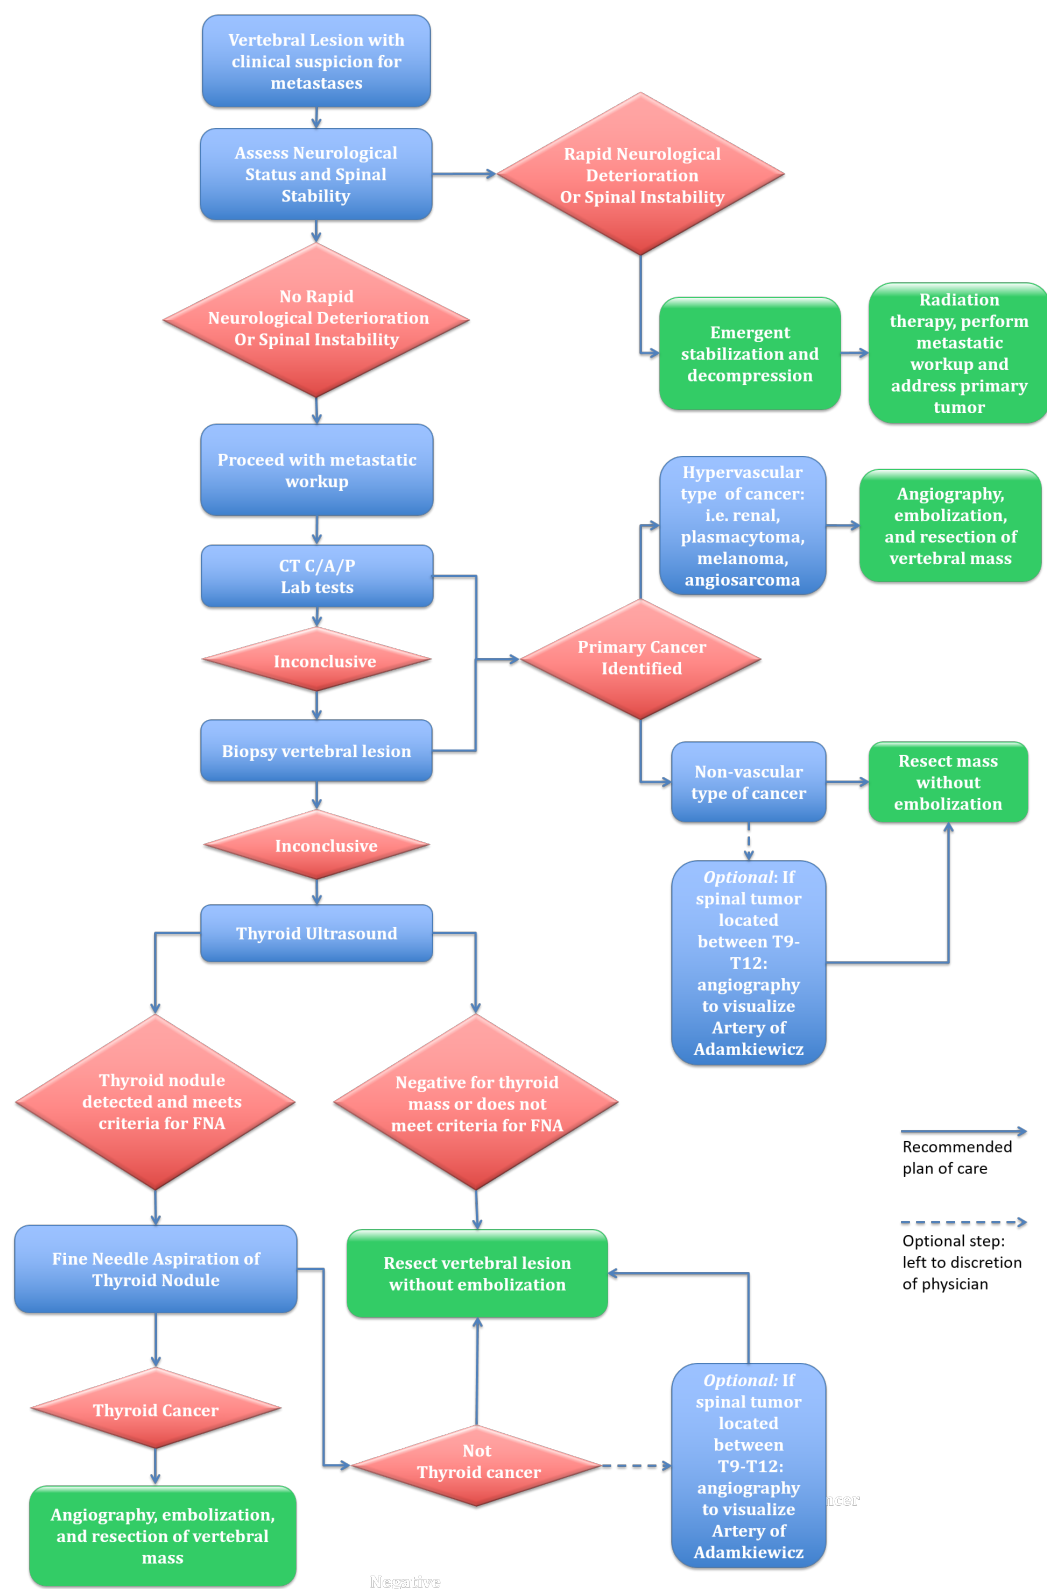 Vertebral Lesion with
clinical suspicion for
metastases
Assess Neurological
Status and Spinal
Stability
Rapid Neurological
Deterioration
Or Spinal Instability
No Rapid
Neurological Deterioration
Or Spinal Instability
Emergent
stabilization and
decompression
Radiation
therapy, perform
metastatic
workup and
address primary
tumor
Proceed with metastatic
workup
Hypervascular
type of cancer:
i.e. renal,
plasmacytoma,
melanoma,
angiosarcoma
Angiography,
embolization,
and resection of
vertebral mass
CT C/A/P
Lab tests
Inconclusive
Primary Cancer
Identified
Biopsy vertebral lesion
Non-vascular
type of cancer
Resect mass
without
embolization
Inconclusive
Optional: If
spinal tumor
located
between T9-
T12:
angiography
to visualize
Artery of
Adamkiewicz
Thyroid Ultrasound
Thyroid nodule
detected and meets
criteria for FNA
Negative for thyroid
mass or does not
meet criteria for FNA
Recommended
plan of care
Optional step:
left to discretion
of physician
Fine Needle Aspiration of
Thyroid Nodule
Resect vertebral lesion
without embolization
Thyroid Cancer
Not
Thyroid cancer
Optional: If
spinal tumor
located
between
T9-T12:
angiography
to visualize
Artery of
Adamkiewicz
Angiography, embolization,
and resection of vertebral
mass
Negative